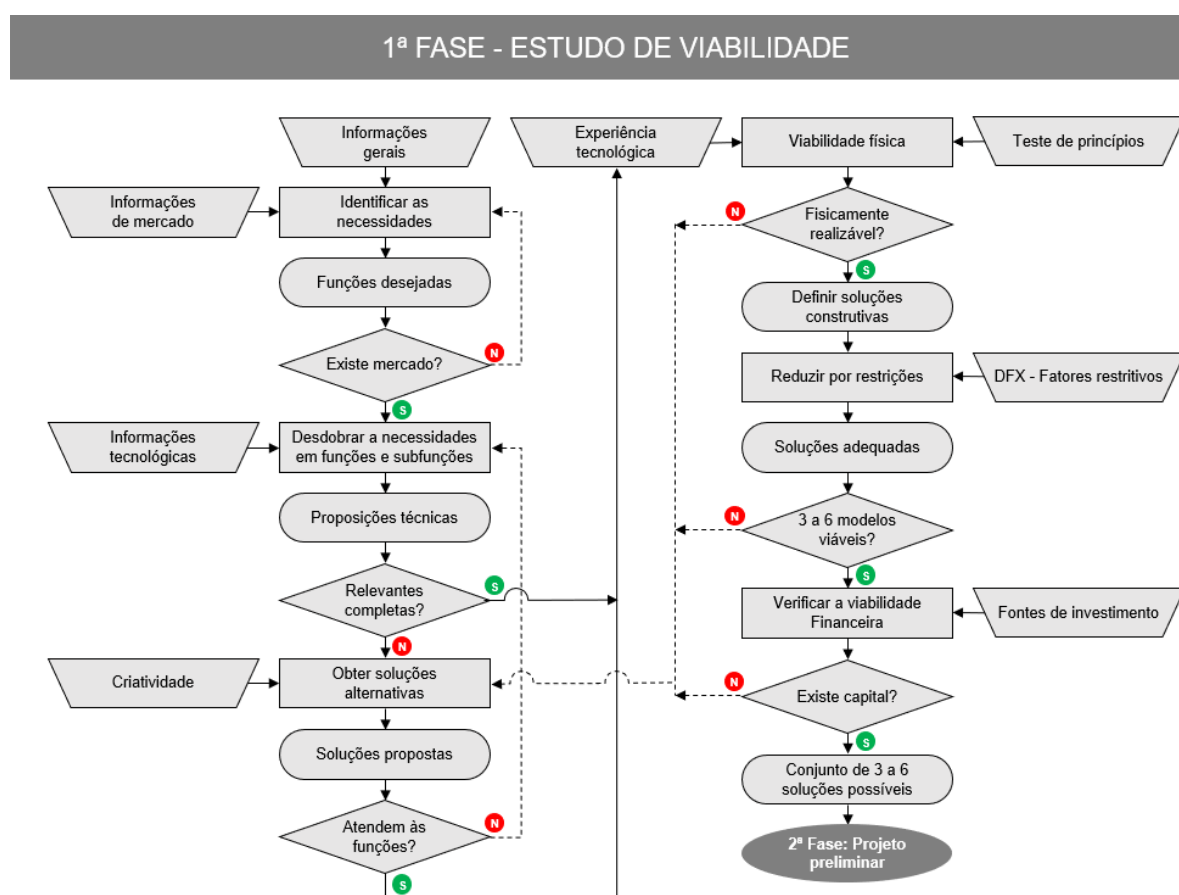 1ª FASE - ESTUDO DE VIABILIDADE
Informações
gerais
Informações
de mercado
Identificar as
necessidades
Funções desejadas
Existe mercado?
N
S
Informações
tecnológicas
Desdobrar a necessidades
em funções e subfunções
Proposições técnicas
Relevantes
completas?
S
N
Criatividade
Obter soluções
alternativas
Soluções propostas
Atendem às
funções?
N
S
Experiência
tecnológica
Viabilidade física
Teste de princípios
Fisicamente
realizável?
N
S
Definir soluções
construtivas
Reduzir por restrições
DFX - Fatores restritivos
Soluções adequadas
3 a 6 modelos
viáveis?
N
S
Verificar a viabilidade
Financeira
Fontes de investimento
Existe capital?
N
S
Conjunto de 3 a 6
soluções possíveis
2ª Fase: Projeto
preliminar